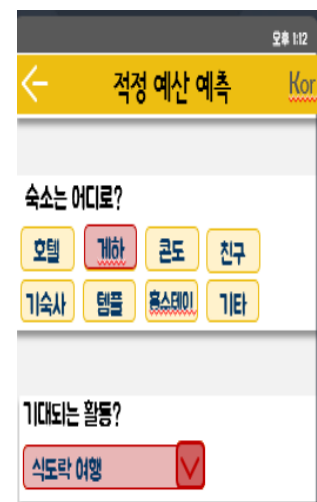 오후 1:12
적정 예산 예측 Kor
숙소는 어디로?
호텔 게하 콘도 친구
기숙사 템플 홈스테이 기타
기대되는 활동?
식도락 여행